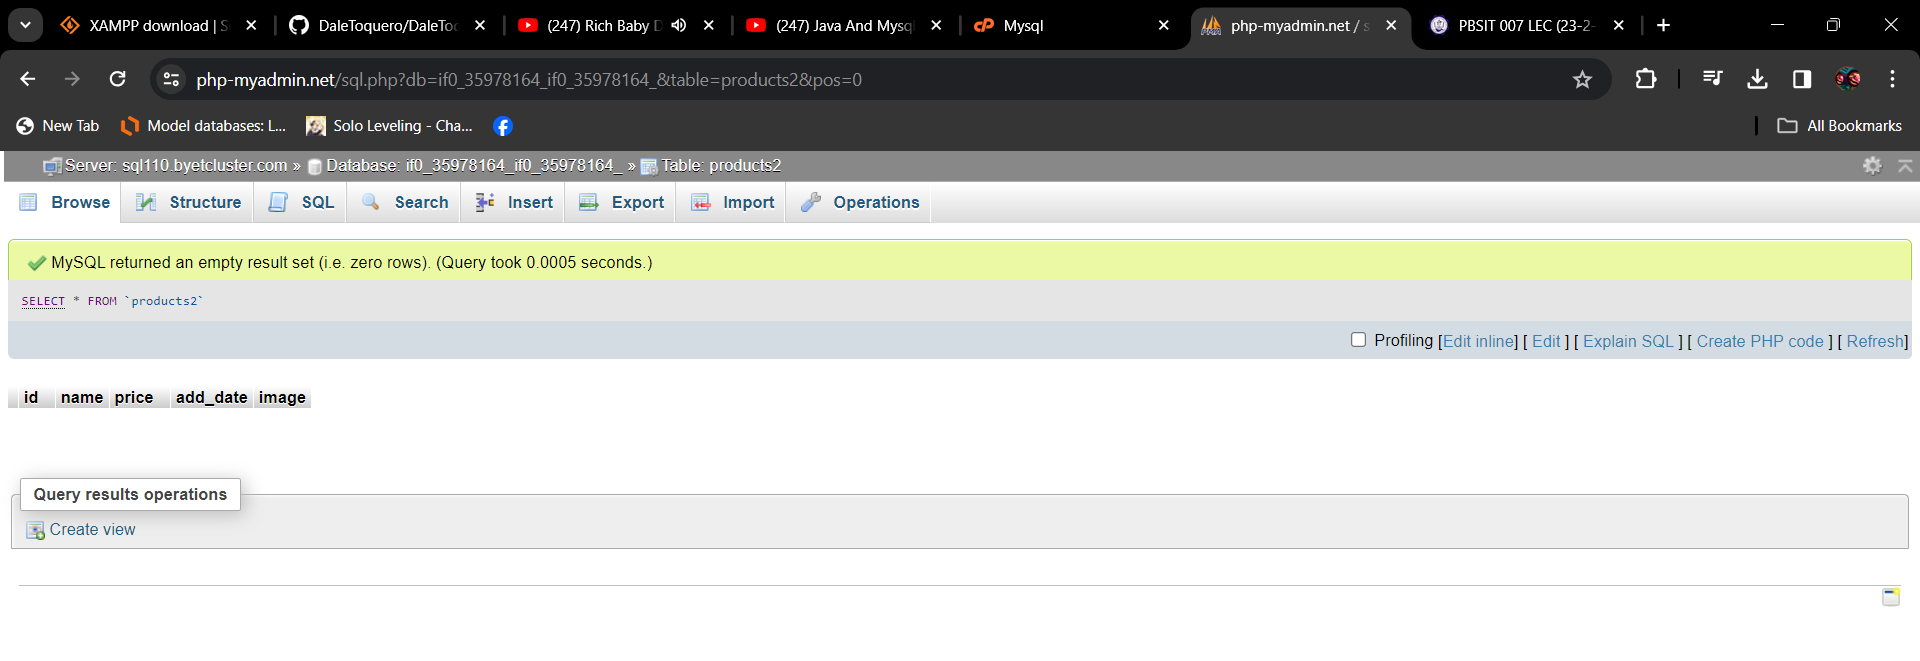 XAMPP download | S
DaleToquero/DaleToc
(247) Rich Baby D
(247) Java And Mysq
Mysql
php-myadmin.net / s
PBSIT 007 LEC (23-2-
php-myadmin.net/sql.php?db=if0_35978164_if0_35978164_&table=products2&pos=0
New Tab
Model databases: L...
Solo Leveling - Cha...
All Bookmarks
Server: sql110.byetcluster.com » Database: if0_35978164_if0_35978164_ » Table: products2
Browse Structure SQL Search Insert Export Import Operations
MySQL returned an empty result set (i.e. zero rows). (Query took 0.0005 seconds.)
SELECT * FROM `products2`
Profiling [Edit inline] [ Edit ] [ Explain SQL ] [ Create PHP code ] [ Refresh]
id name price add_date image
Query results operations
Create view